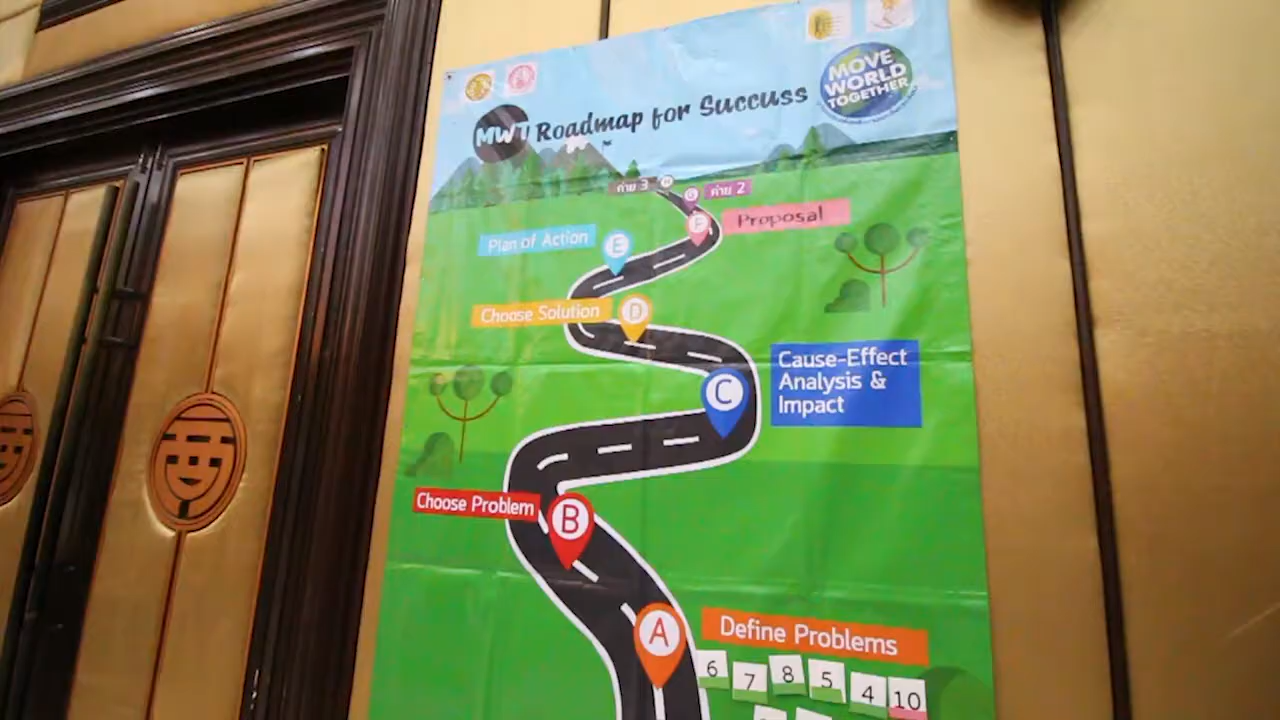 MOVE
WORLD
TOGETHER
MWT Roadmap for Succuss
ค่าย 3 H
G ค่าย 2
F Proposal
Plan of Action E
Choose Solution D
C Cause-Effect
Analysis &
Impact
Choose Problem B
A Define Problems
6 7 8 5 4 10